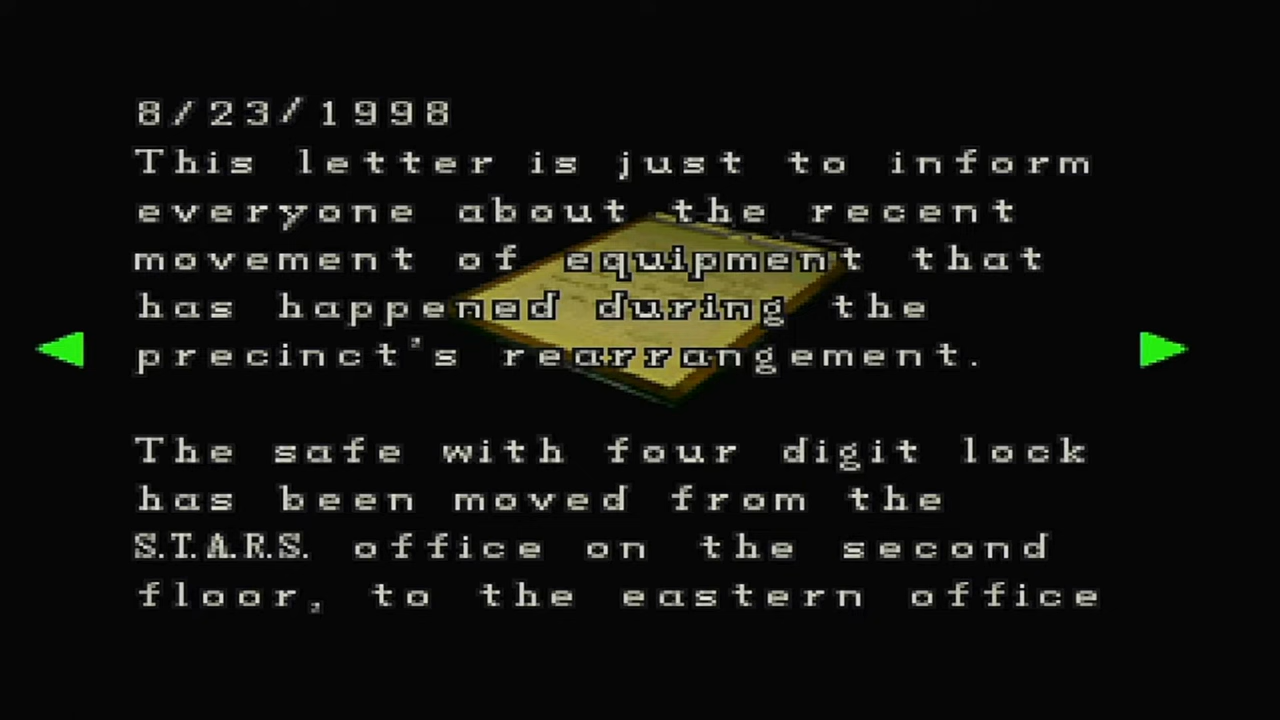 8/23/1998
This letter is just to inform
everyone about the recent
movement of equipment that
has happened during the
precinct's rearrangement.
The safe with four digit lock
has been moved from the
S.T.A.R.S. office on the second
floor, to the eastern office